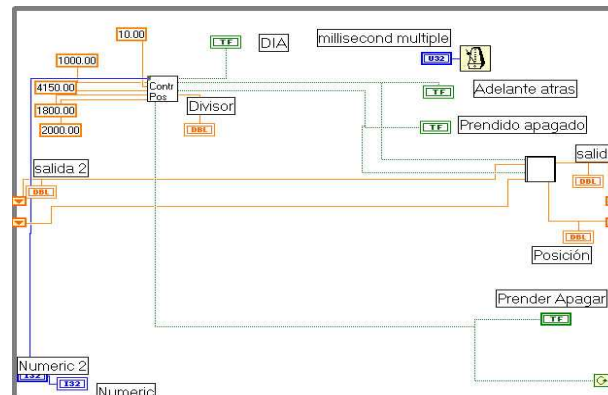 10.00
TF
DIA
millisecond multiple
1000.00
U32
4150.00
Contr
Pos
TF
Adelante atras
1800.00
Divisor
2000.00
DBL
TF
Prendido apagado
salida 2
salid
DBL
DBL
DBL
Posición
Prender Apagar
TF
Numeric 2
I32
I32
Numeric